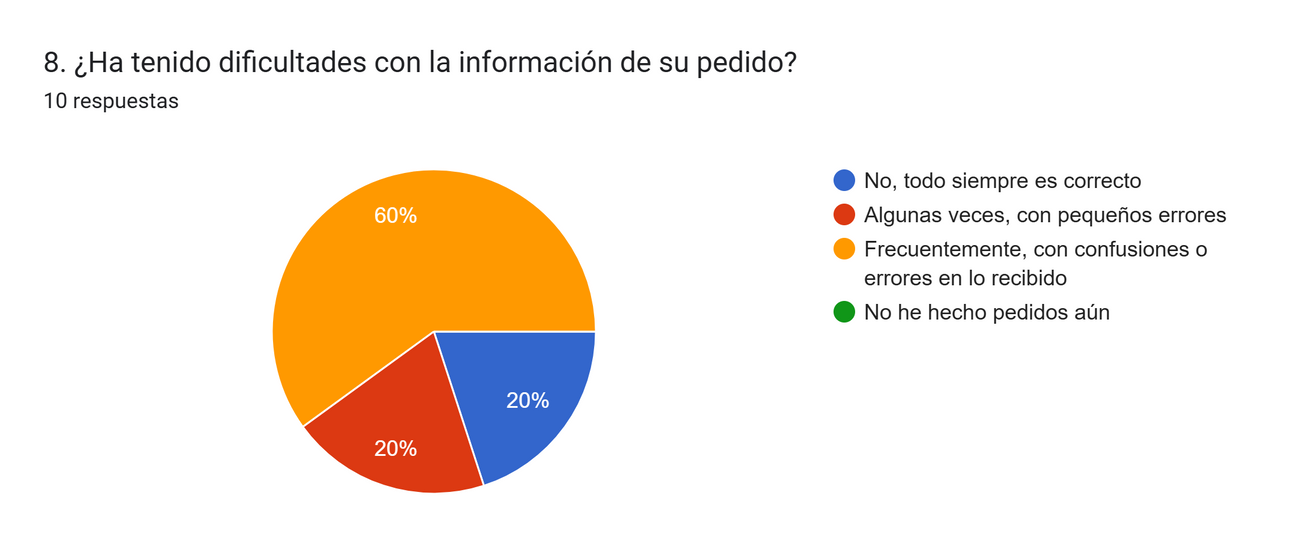 8. ¿Ha tenido dificultades con la información de su pedido?
10 respuestas
60%
20%
20%
No, todo siempre es correcto
Algunas veces, con pequeños errores
Frecuentemente, con confusiones o
errores en lo recibido
No he hecho pedidos aún